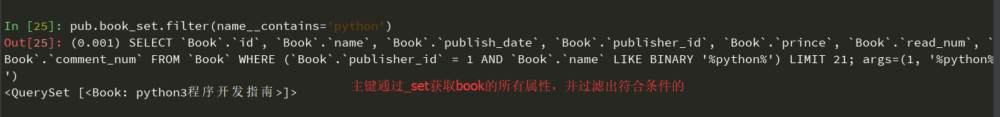 In [25]: pub.book_set.filter(name__contains='python')
Out[25]: (0.001) SELECT `Book`.`id`, `Book`.`name`, `Book`.`publish_date`, `Book`.`publisher_id`, `Book`.`prince`, `Book`.`read_num`, `
Book`.`comment_num` FROM `Book` WHERE (`Book`.`publisher_id` = 1 AND `Book`.`name` LIKE BINARY '%python%') LIMIT 21; args=(1, '%python%
')
主键通过_set获取book的所有属性，并过滤出符合条件的
<QuerySet [<Book: python3程序开发指南>]>